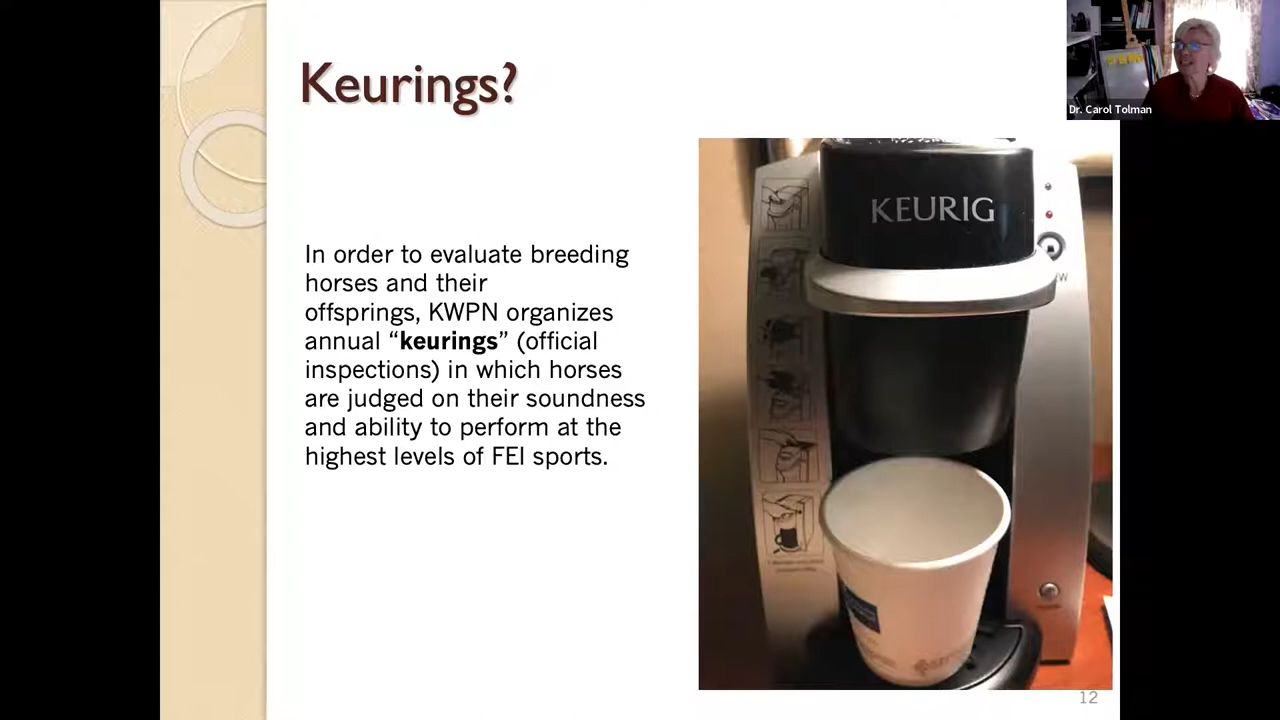 Keurings?
Dr. Carol Tolman
In order to evaluate breeding
horses and their
offsprings, KWPN organizes
annual “keurings” (official
inspections) in which horses
are judged on their soundness
and ability to perform at the
highest levels of FEI sports.
KEURIG
12